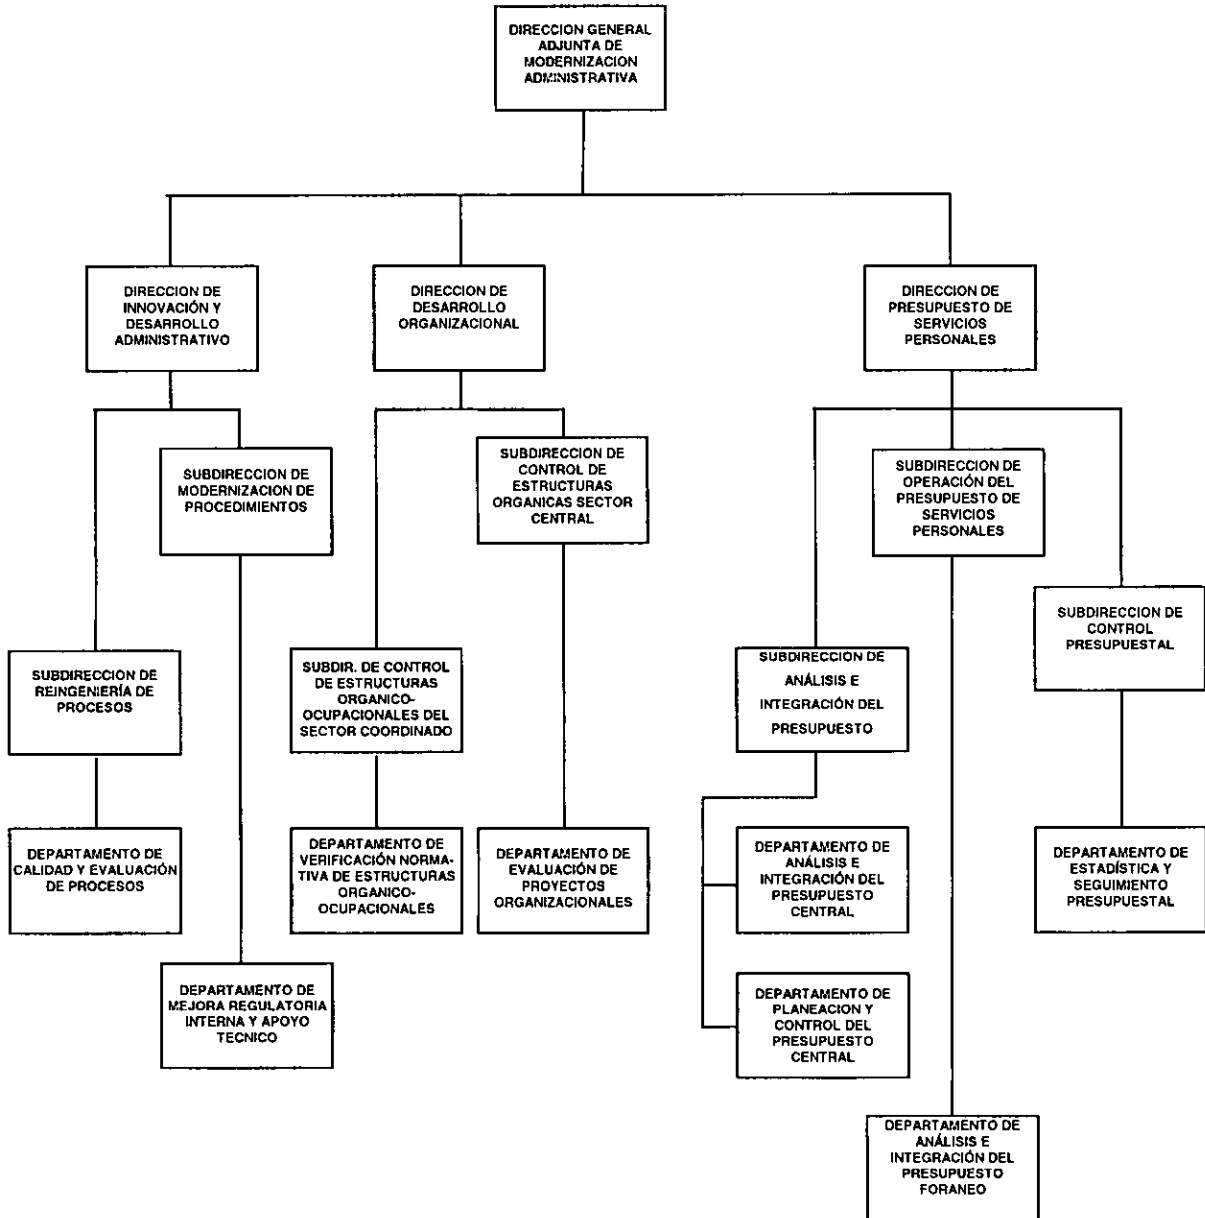 DIRECCION GENERAL
ADJUNTA DE
MODERNIZACION
ADMINISTRATIVA
DIRECCION DE
INNOVACIÓN Y
DESARROLLO
ADMINISTRATIVO
DIRECCION DE
DESARROLLO
ORGANIZACIONAL
DIRECCION DE
PRESUPUESTO DE
SERVICIOS
PERSONALES
SUBDIRECCION DE
MODERNIZACION DE
PROCEDIMIENTOS
SUBDIRECCION DE
CONTROL DE
ESTRUCTURAS
ORGANICAS SECTOR
CENTRAL
SUBDIRECCION DE
OPERACIÓN DEL
PRESUPUESTO DE
SERVICIOS
PERSONALES
SUBDIRECCION DE
CONTROL
PRESUPUESTAL
SUBDIRECCION DE
REINGENIERÍA DE
PROCESOS
SUBDIR. DE CONTROL
DE ESTRUCTURAS
ORGANICO-
OCUPACIONALES DEL
SECTOR COORDINADO
SUBDIRECCIÓN DE
ANÁLISIS E
INTEGRACIÓN DEL
PRESUPUESTO
DEPARTAMENTO DE
CALIDAD Y EVALUACIÓN
DE PROCESOS
DEPARTAMENTO DE
VERIFICACIÓN NORMA-
TIVA DE ESTRUCTURAS
ORGANICO-
OCUPACIONALES
DEPARTAMENTO DE
EVALUACIÓN DE
PROYECTOS
ORGANIZACIONALES
DEPARTAMENTO DE
ANÁLISIS E
INTEGRACIÓN DEL
PRESUPUESTO
CENTRAL
DEPARTAMENTO DE
ESTADÍSTICA Y
SEGUIMIENTO
PRESUPUESTAL
DEPARTAMENTO DE
MEJORA REGULATORIA
INTERNA Y APOYO
TECNICO
DEPARTAMENTO DE
PLANEACION Y
CONTROL DEL
PRESUPUESTO
CENTRAL
DEPARTAMENTO DE
ANÁLISIS E
INTEGRACIÓN DEL
PRESUPUESTO
FORANEO